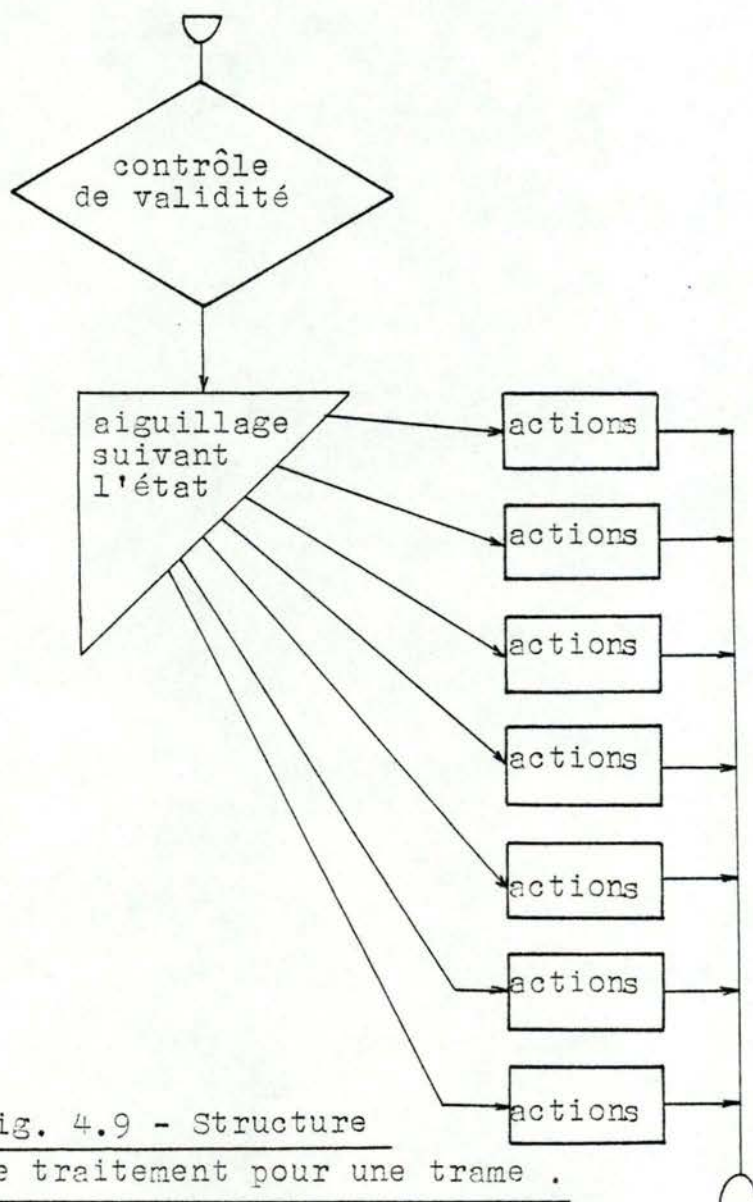 contrôle
de validité
aiguillage
suivant
l'état
actions
actions
actions
actions
actions
actions
actions
ig. 4.9 - Structure
e traitement pour une trame .